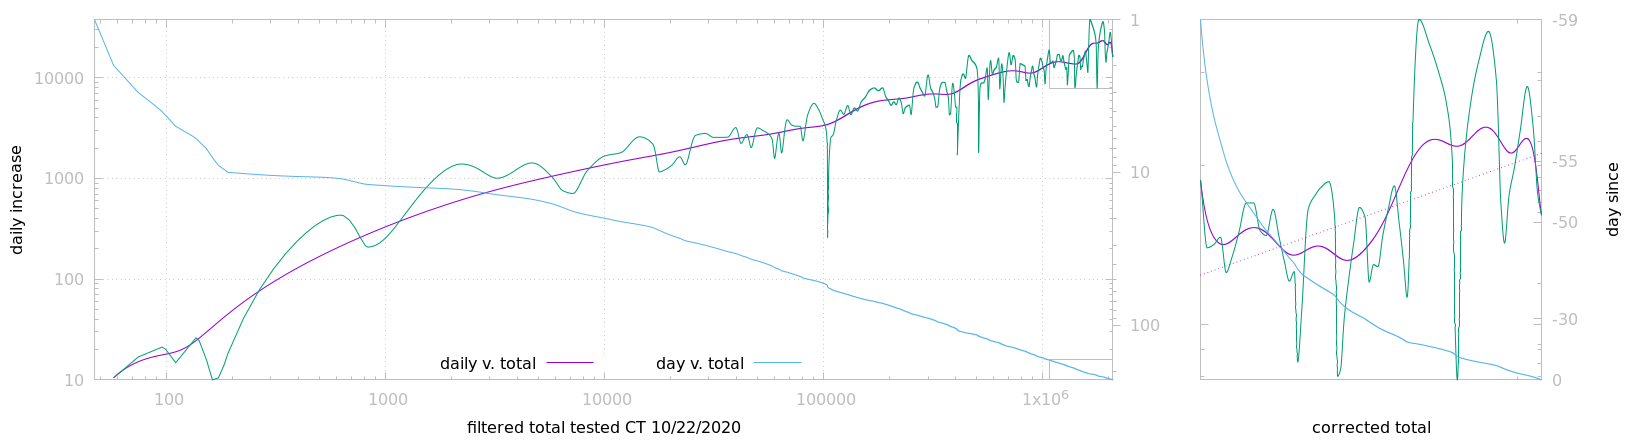 daily increase
10000
1000
100
10
100
1000
10000
100000
1x10^6
1
10
100
daily v. total
day v. total
filtered total tested CT 10/22/2020
-59
-55
-50
-30
0
day since
corrected total